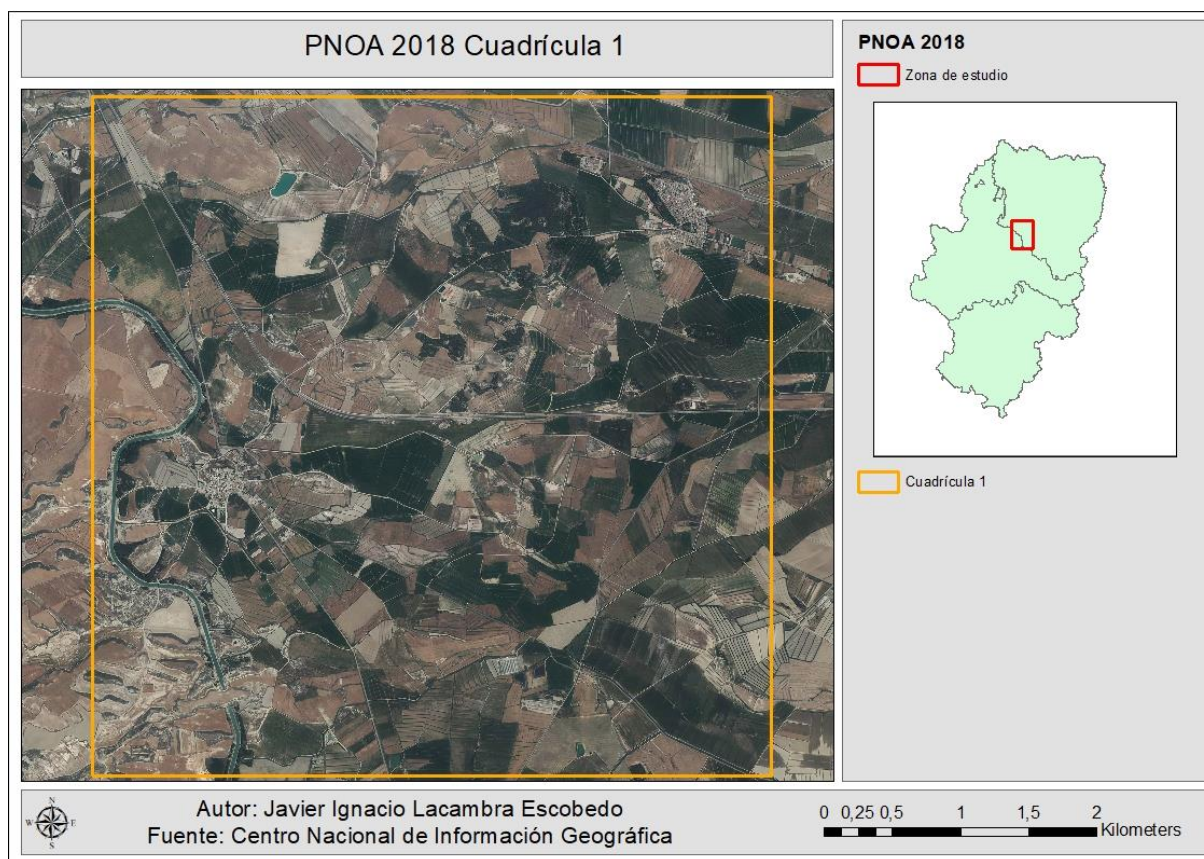 PNOA 2018 Cuadrícula 1
PNOA 2018
Zona de estudio
Cuadrícula 1
N
W E
S
Autor: Javier Ignacio Lacambra Escobedo
Fuente: Centro Nacional de Información Geográfica
0 0,25 0,5 1 1,5 2
Kilometers